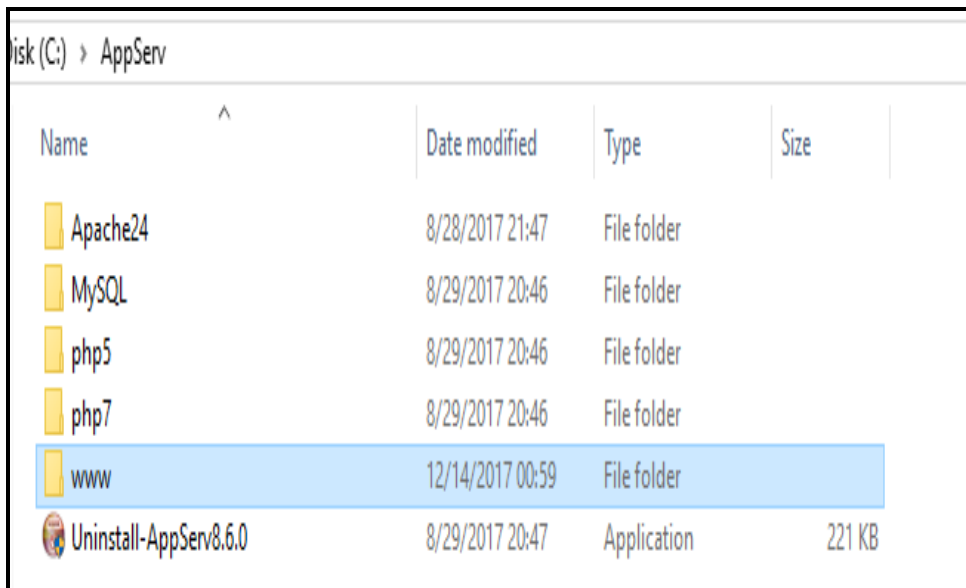 Disk (C:) > AppServ
Name Date modified Type Size
Apache24 8/28/2017 21:47 File folder
MySQL 8/29/2017 20:46 File folder
php5 8/29/2017 20:46 File folder
php7 8/29/2017 20:46 File folder
www 12/14/2017 00:59 File folder
Uninstall-AppServ8.6.0 8/29/2017 20:47 Application 221 KB